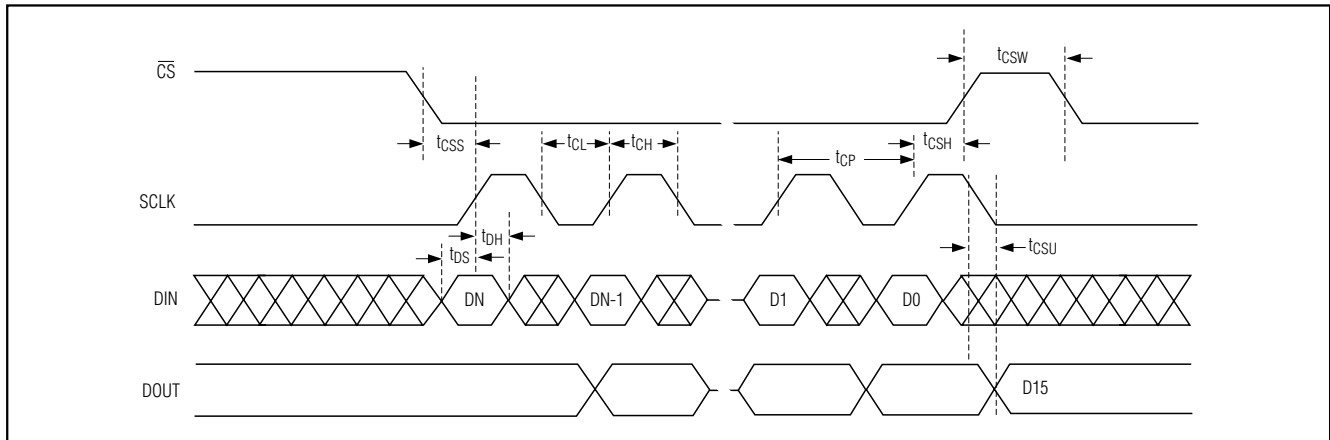 CS
tCSW
tCSS
tCL
tCH
tCP
tCSH
SCLK
tDH
tDS
tCSU
DIN
DN
DN-1
D1
D0
DOUT
D15